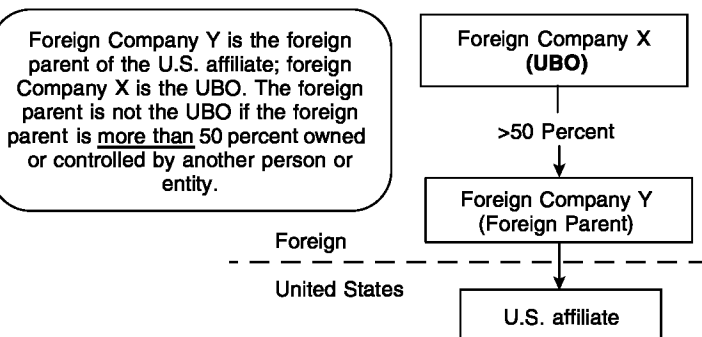 Foreign Company Y is the foreign
parent of the U.S. affiliate; foreign
Company X is the UBO. The foreign
parent is not the UBO if the foreign
parent is more than 50 percent owned
or controlled by another person or
entity.
Foreign Company X
(UBO)
>50 Percent
Foreign Company Y
(Foreign Parent)
Foreign
United States
U.S. affiliate